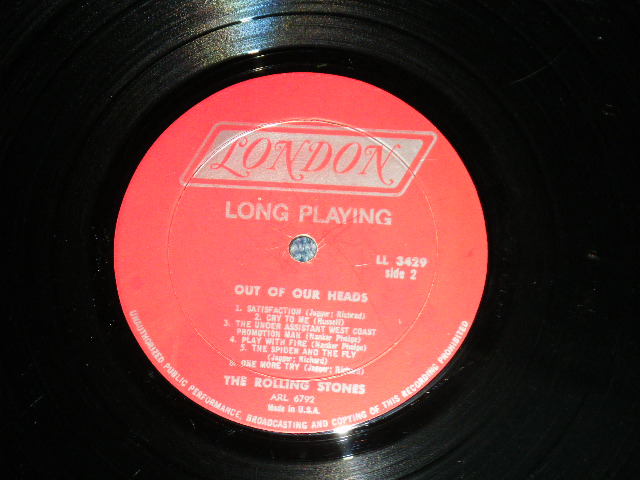 LONDON
LONG PLAYING
LL 3429
side 2
OUT OF OUR HEADS
1. SATISFACTION (Jagger; Richard)
2. CRY TO ME (Russell)
3. THE UNDER ASSISTANT WEST COAST
PROMOTION MAN (Nanker Phelge)
4. PLAY WITH FIRE (Nanker Phelge)
5. THE SPIDER AND THE FLY
(Jagger; Richard)
6. ONE MORE TRY (Jagger; Richard)
THE ROLLING STONES
ARL 6792
Made in U.S.A.
UNAUTHORIZED PUBLIC PERFORMANCE, BROADCASTING AND COPYING OF THIS RECORDING PROHIBITED